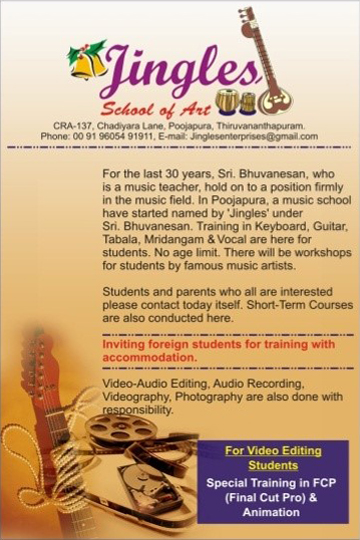 Jingles
School of Art
CRA-137, Chadiyara Lane, Poojapura, Thiruvananthapuram.
Phone: 00 91 96054 91911, E-mail: Jinglesenterprises@gmail.com
For the last 30 years, Sri. Bhuvanesan, who
is a music teacher, hold on to a position firmly
in the music field. In Poojapura, a music school
have started named by 'Jingles' under
Sri. Bhuvanesan. Training in Keyboard, Guitar,
Tabala, Mridangam & Vocal are here for
students. No age limit. There will be workshops
for students by famous music artists.
Students and parents who all are interested
please contact today itself. Short-Term Courses
are also conducted here.
Inviting foreign students for training with
accommodation.
Video-Audio Editing, Audio Recording,
Videography, Photography are also done with
responsibility.
For Video Editing
Students
Special Training in FCP
(Final Cut Pro) &
Animation